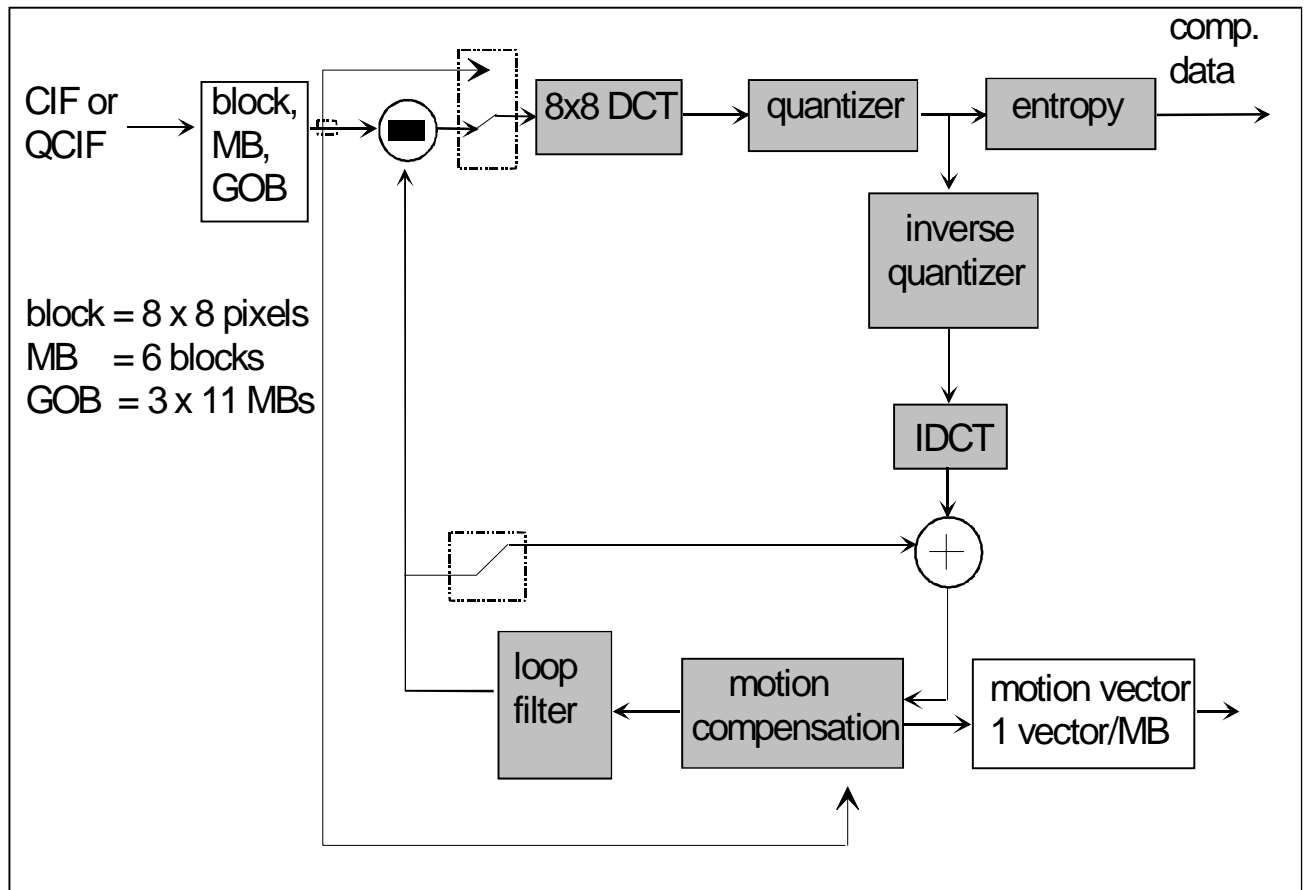 comp.
data
CIF or
QCIF
block,
MB,
GOB
8x8 DCT
quantizer
entropy
inverse
quantizer
block = 8 x 8 pixels
MB = 6 blocks
GOB = 3 x 11 MBs
IDCT
loop
filter
motion
compensation
motion vector
1 vector/MB